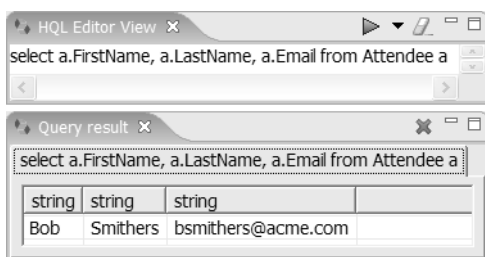 HQL Editor View
select a.FirstName, a.LastName, a.Email from Attendee a
Query result
select a.FirstName, a.LastName, a.Email from Attendee a
string string string
Bob Smithers bsmithers@acme.com